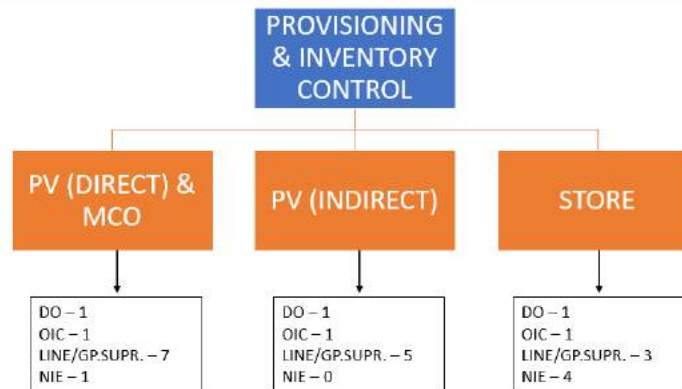 PROVISIONING
& INVENTORY
CONTROL
PV (DIRECT) &
MCO
PV (INDIRECT)
STORE
DO – 1
OIC – 1
LINE/GP.SUPR. – 7
NIE – 1
DO – 1
OIC – 1
LINE/GP.SUPR. – 5
NIE – 0
DO – 1
OIC – 1
LINE/GP.SUPR. – 3
NIE – 4